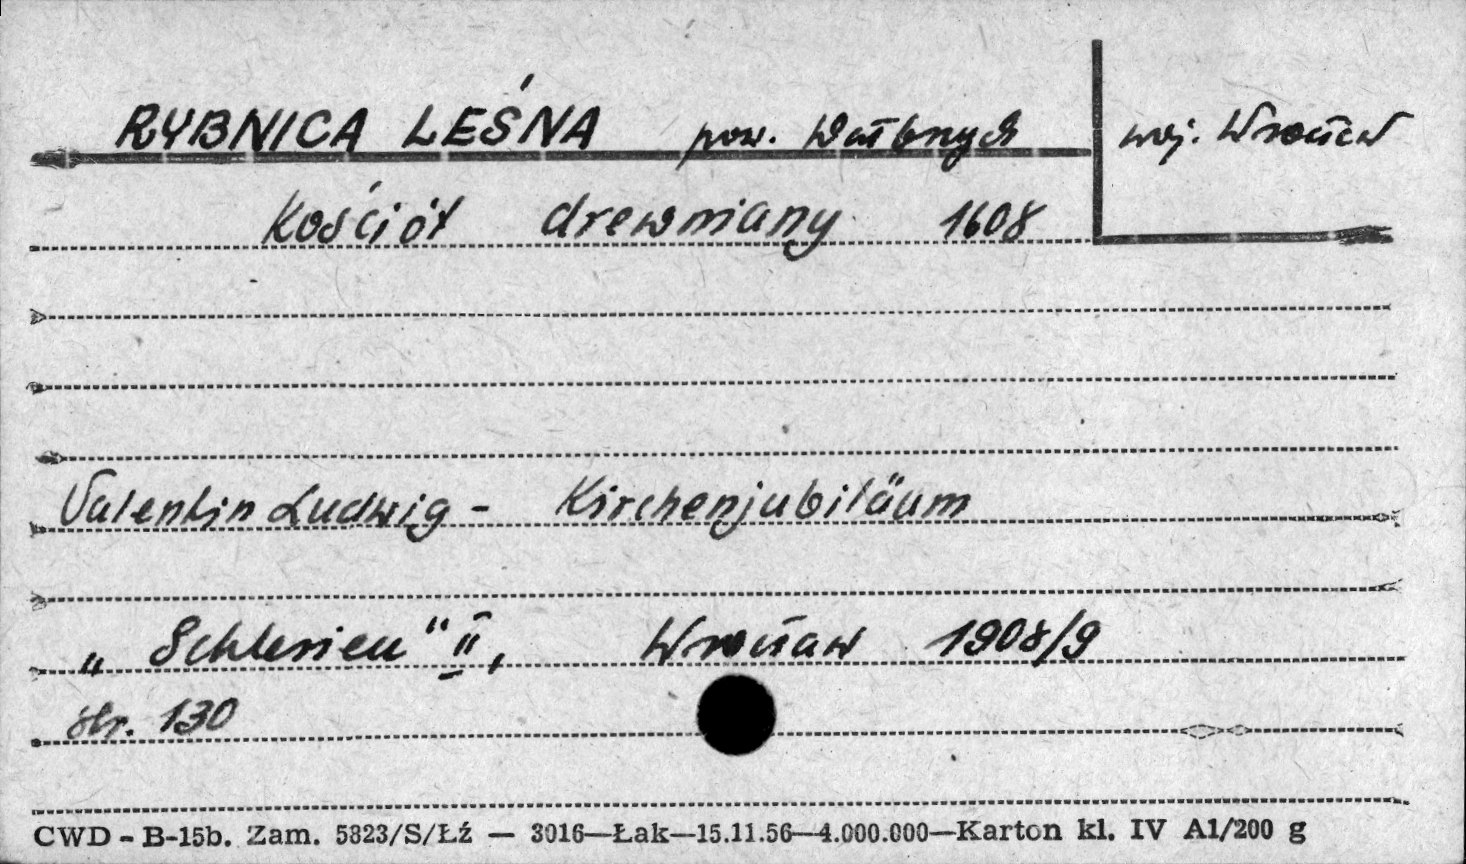 RYBNICA LEŚNA pow. Wałbrzych woj. Wrocław
Kościół drewniany 1608
Valentin Ludwig - Kirchenjubiläum
„Schlesien" II, Wrocław 1908/9
str. 130
CWD - B-15b. Zam. 5823/S/Łź — 3016—Łak—15.11.56—4.000.000—Karton kl. IV A1/200 g